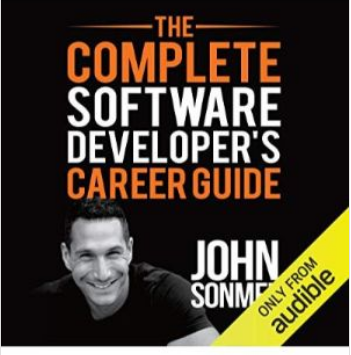 THE
COMPLETE
SOFTWARE
DEVELOPER'S
CAREER GUIDE
JOHN
ONLY FROM
audible